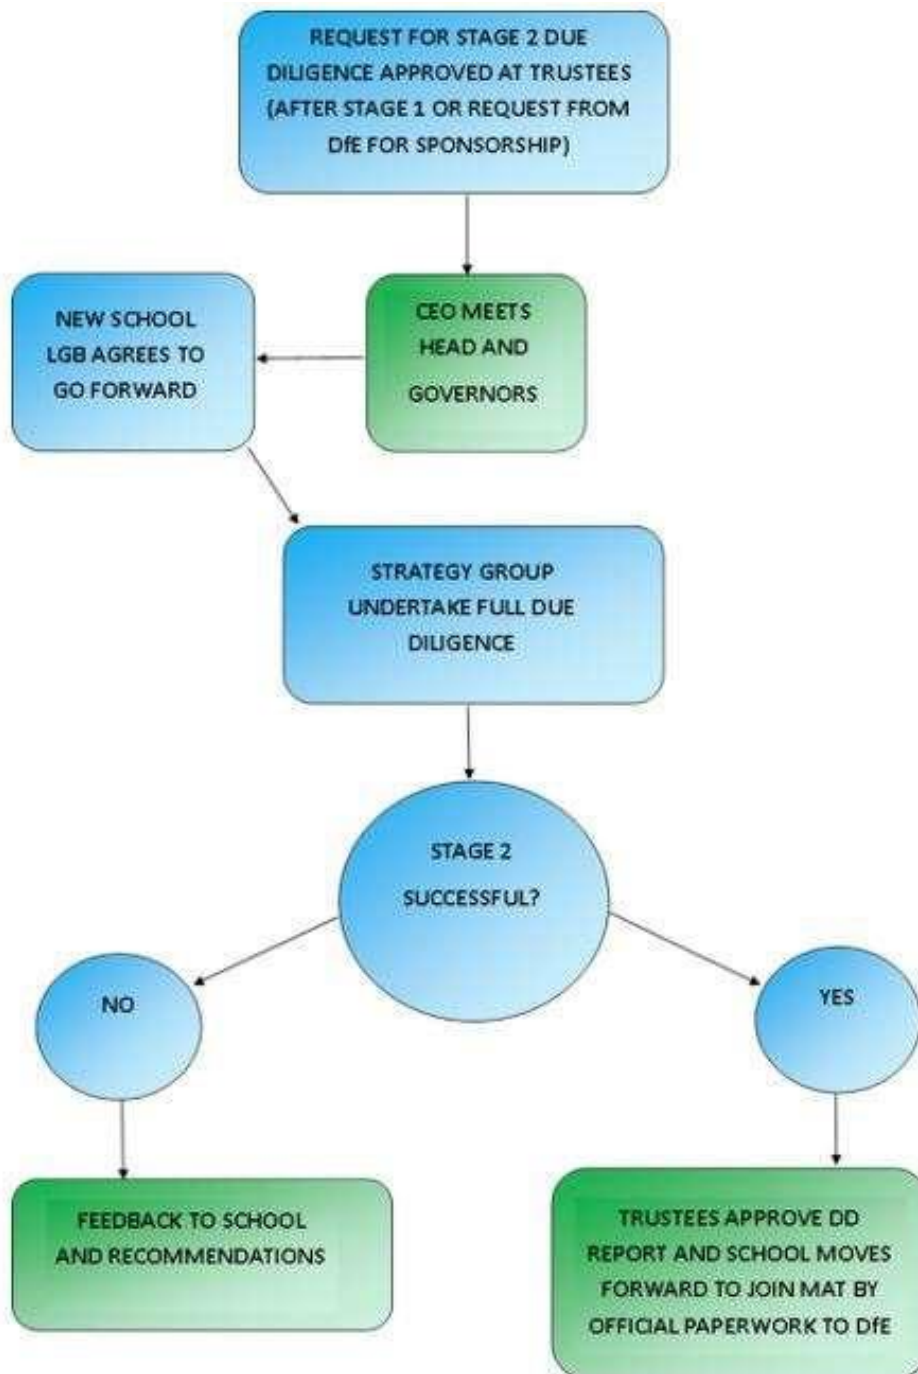 REQUEST FOR STAGE 2 DUE
DILIGENCE APPROVED AT TRUSTEES
(AFTER STAGE 1 OR REQUEST FROM
DfE FOR SPONSORSHIP)
CEO MEETS
HEAD AND
GOVERNORS
NEW SCHOOL
LGB AGREES TO
GO FORWARD
STRATEGY GROUP
UNDERTAKE FULL DUE
DILIGENCE
STAGE 2
SUCCESSFUL?
NO
YES
FEEDBACK TO SCHOOL
AND RECOMMENDATIONS
TRUSTEES APPROVE DD
REPORT AND SCHOOL MOVES
FORWARD TO JOIN MAT BY
OFFICIAL PAPERWORK TO DfE